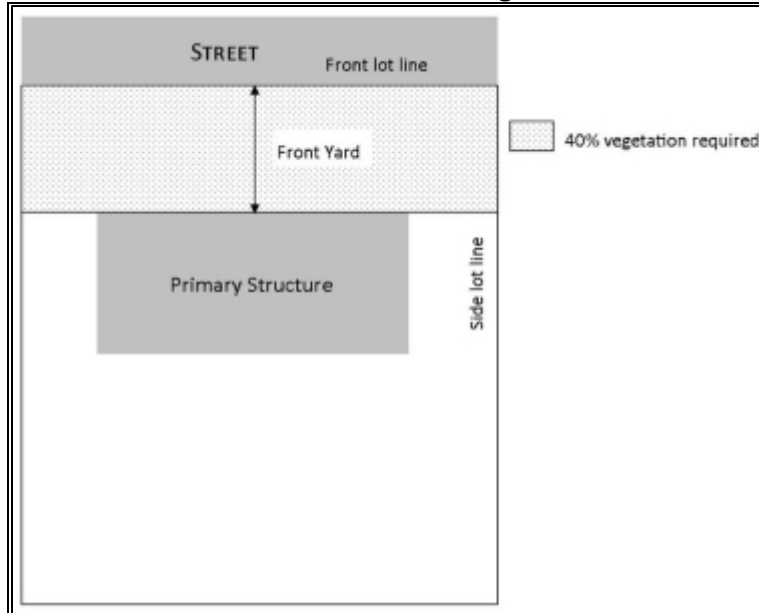 STREET
Front lot line
Front Yard
40% vegetation required
Primary Structure
Side lot line